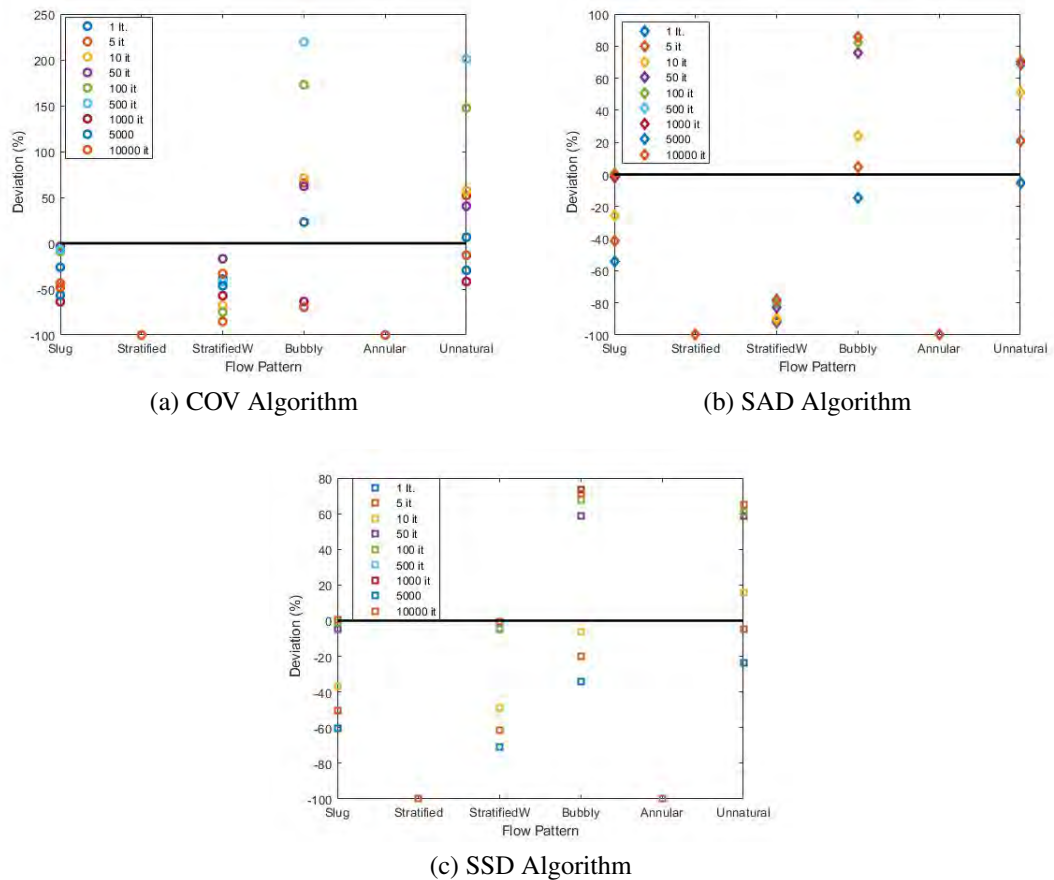 250
200
150
100
50
0
-50
-100
Deviation (%)
1 It.
5 it
10 it
50 it
100 it
500 it
1000 it
5000
10000 it
Slug
Stratified
StratifiedW
Bubbly
Annular
Unnatural
Flow Pattern
(a) COV Algorithm
100
80
60
40
20
0
-20
-40
-60
-80
-100
Deviation (%)
1 It.
5 it
10 it
50 it
100 it
500 it
1000 it
5000
10000 it
Slug
Stratified
StratifiedW
Bubbly
Annular
Unnatural
Flow Pattern
(b) SAD Algorithm
80
60
40
20
0
-20
-40
-60
-80
-100
Deviation (%)
1 It.
5 it
10 it
50 it
100 it
500 it
1000 it
5000
10000 it
Slug
Stratified
StratifiedW
Bubbly
Annular
Unnatural
Flow Pattern
(c) SSD Algorithm